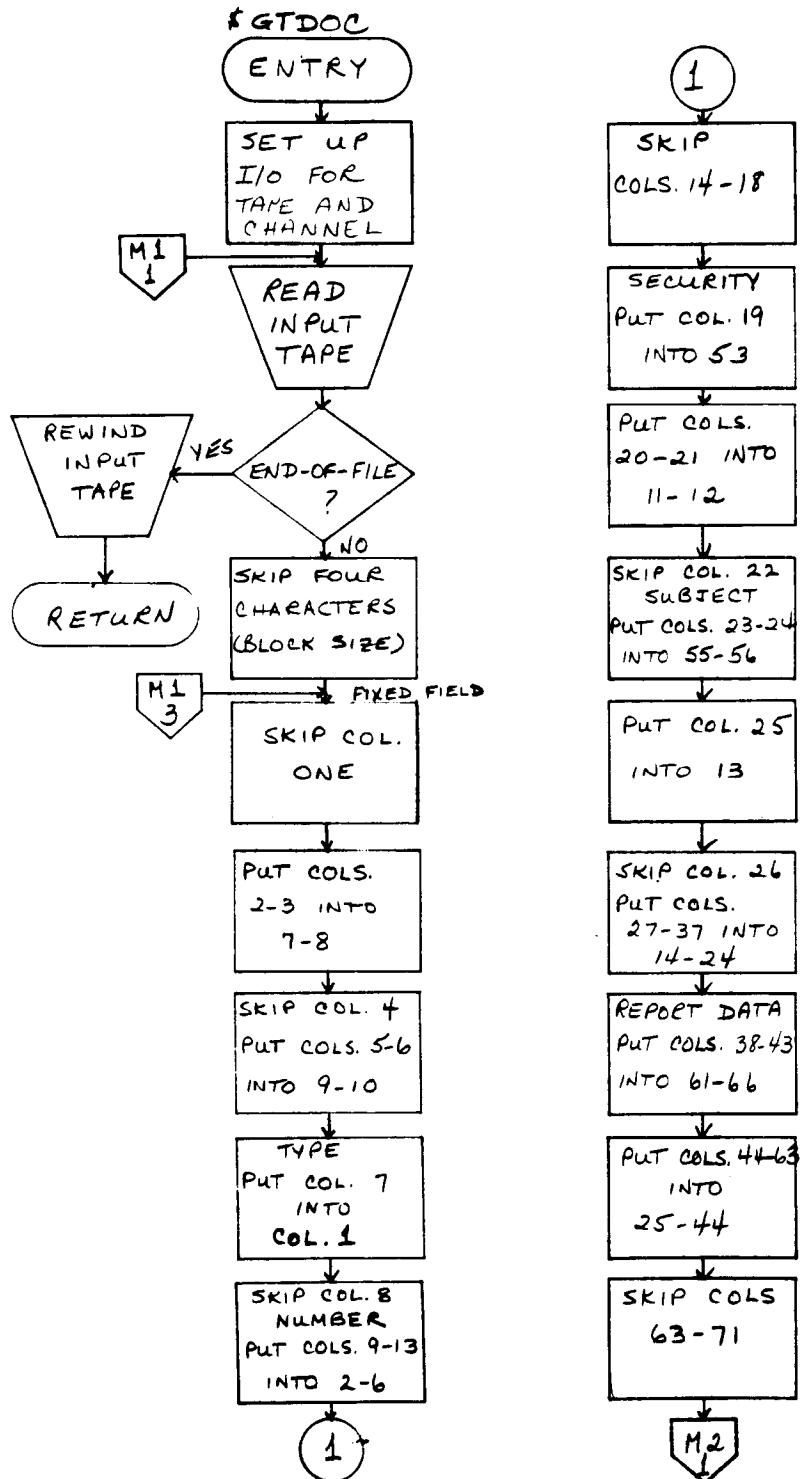 $ GTDOC
ENTRY
SET UP
I/O FOR
TAPE AND
CHANNEL
M1
1
READ
INPUT
TAPE
END-OF-FILE
?
YES
REWIND
INPUT
TAPE
RETURN
NO
SKIP FOUR
CHARACTERS
(BLOCK SIZE)
M1
3
FIXED FIELD
SKIP COL.
ONE
PUT COLS.
2-3 INTO
7-8
SKIP COL. 4
PUT COLS. 5-6
INTO 9-10
TYPE
PUT COL. 7
INTO
COL. 1
SKIP COL. 8
NUMBER
PUT COLS. 9-13
INTO 2-6
1
1
SKIP
COLS. 14-18
SECURITY
PUT COL. 19
INTO 53
PUT COLS.
20-21 INTO
11-12
SKIP COL. 22
SUBJECT
PUT COLS. 23-24
INTO 55-56
PUT COL. 25
INTO 13
SKIP COL. 26
PUT COLS.
27-37 INTO
14-24
REPORT DATA
PUT COLS. 38-43
INTO 61-66
PUT COLS. 44-63
INTO
25-44
SKIP COLS
63-71
M2
1